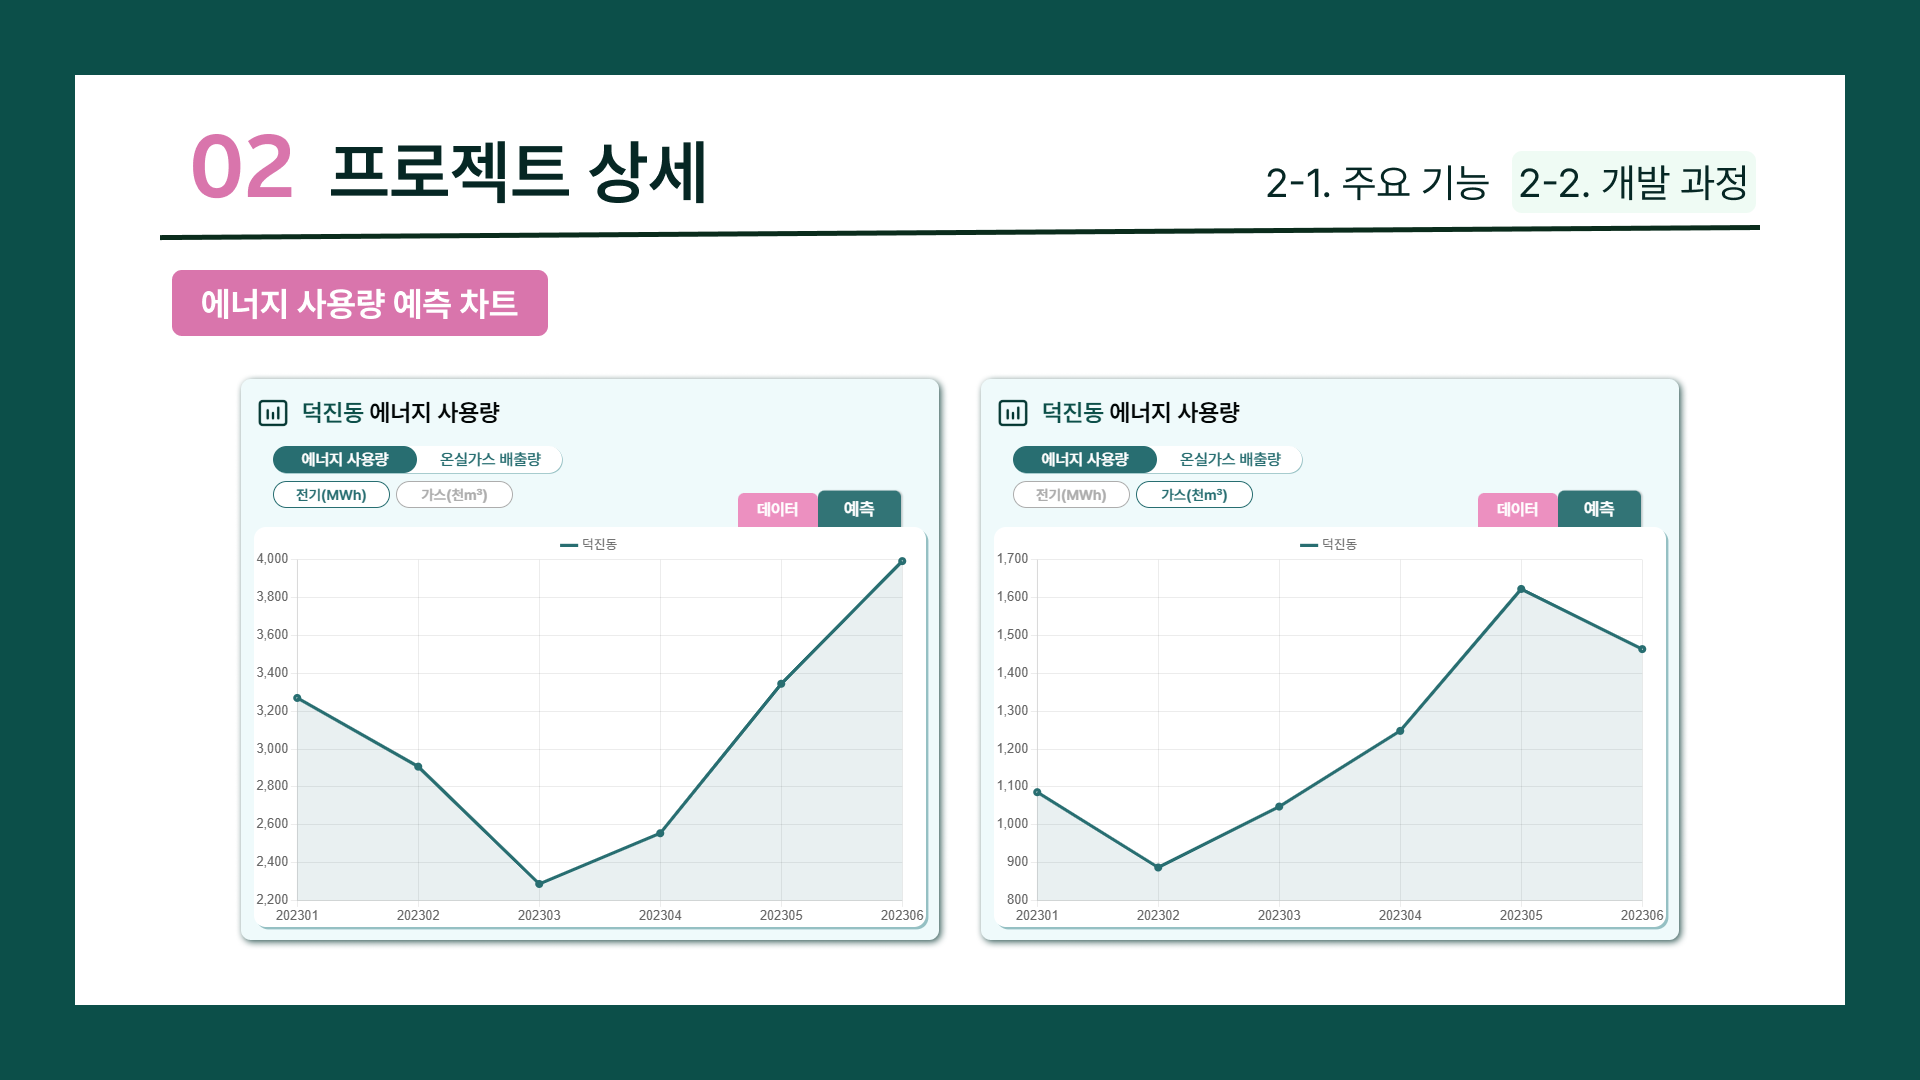 02 프로젝트 상세
2-1. 주요 기능 2-2. 개발 과정
에너지 사용량 예측 차트
덕진동 에너지 사용량
에너지 사용량 온실가스 배출량
전기(MWh) 가스(천m³)
데이터 예측
덕진동
4,000
3,800
3,600
3,400
3,200
3,000
2,800
2,600
2,400
2,200
202301 202302 202303 202304 202305 202306
덕진동 에너지 사용량
에너지 사용량 온실가스 배출량
전기(MWh) 가스(천m³)
데이터 예측
덕진동
1,700
1,600
1,500
1,400
1,300
1,200
1,100
1,000
900
800
202301 202302 202303 202304 202305 202306